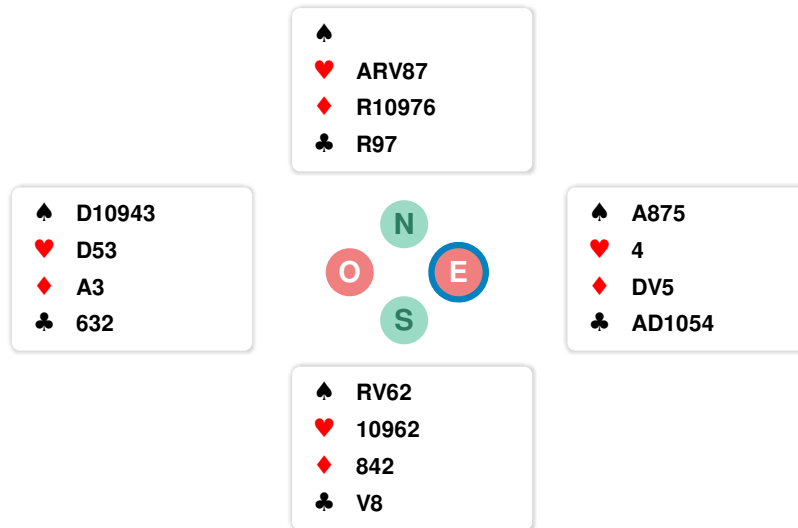 ♠
♥ ARV87
♦ R10976
♣ R97
♠ D10943
♥ D53
♦ A3
♣ 632
N
O
E
S
♠ A875
♥ 4
♦ DV5
♣ AD1054
♠ RV62
♥ 10962
♦ 842
♣ V8